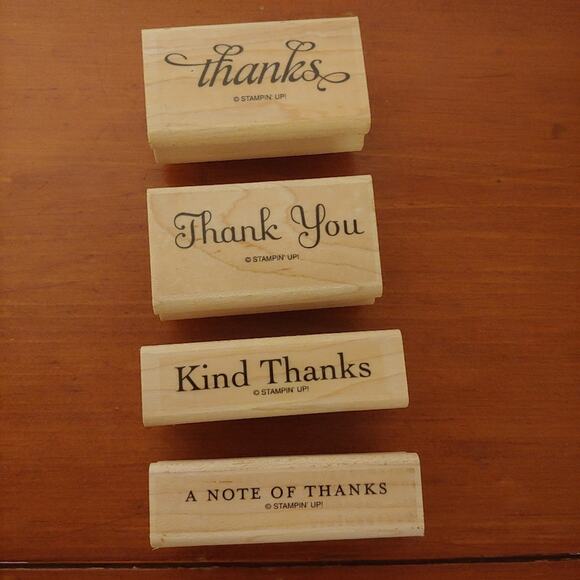 thanks
© STAMPIN' UP!
Thank You
© STAMPIN' UP!
Kind Thanks
© STAMPIN' UP!
A NOTE OF THANKS
© STAMPIN' UP!